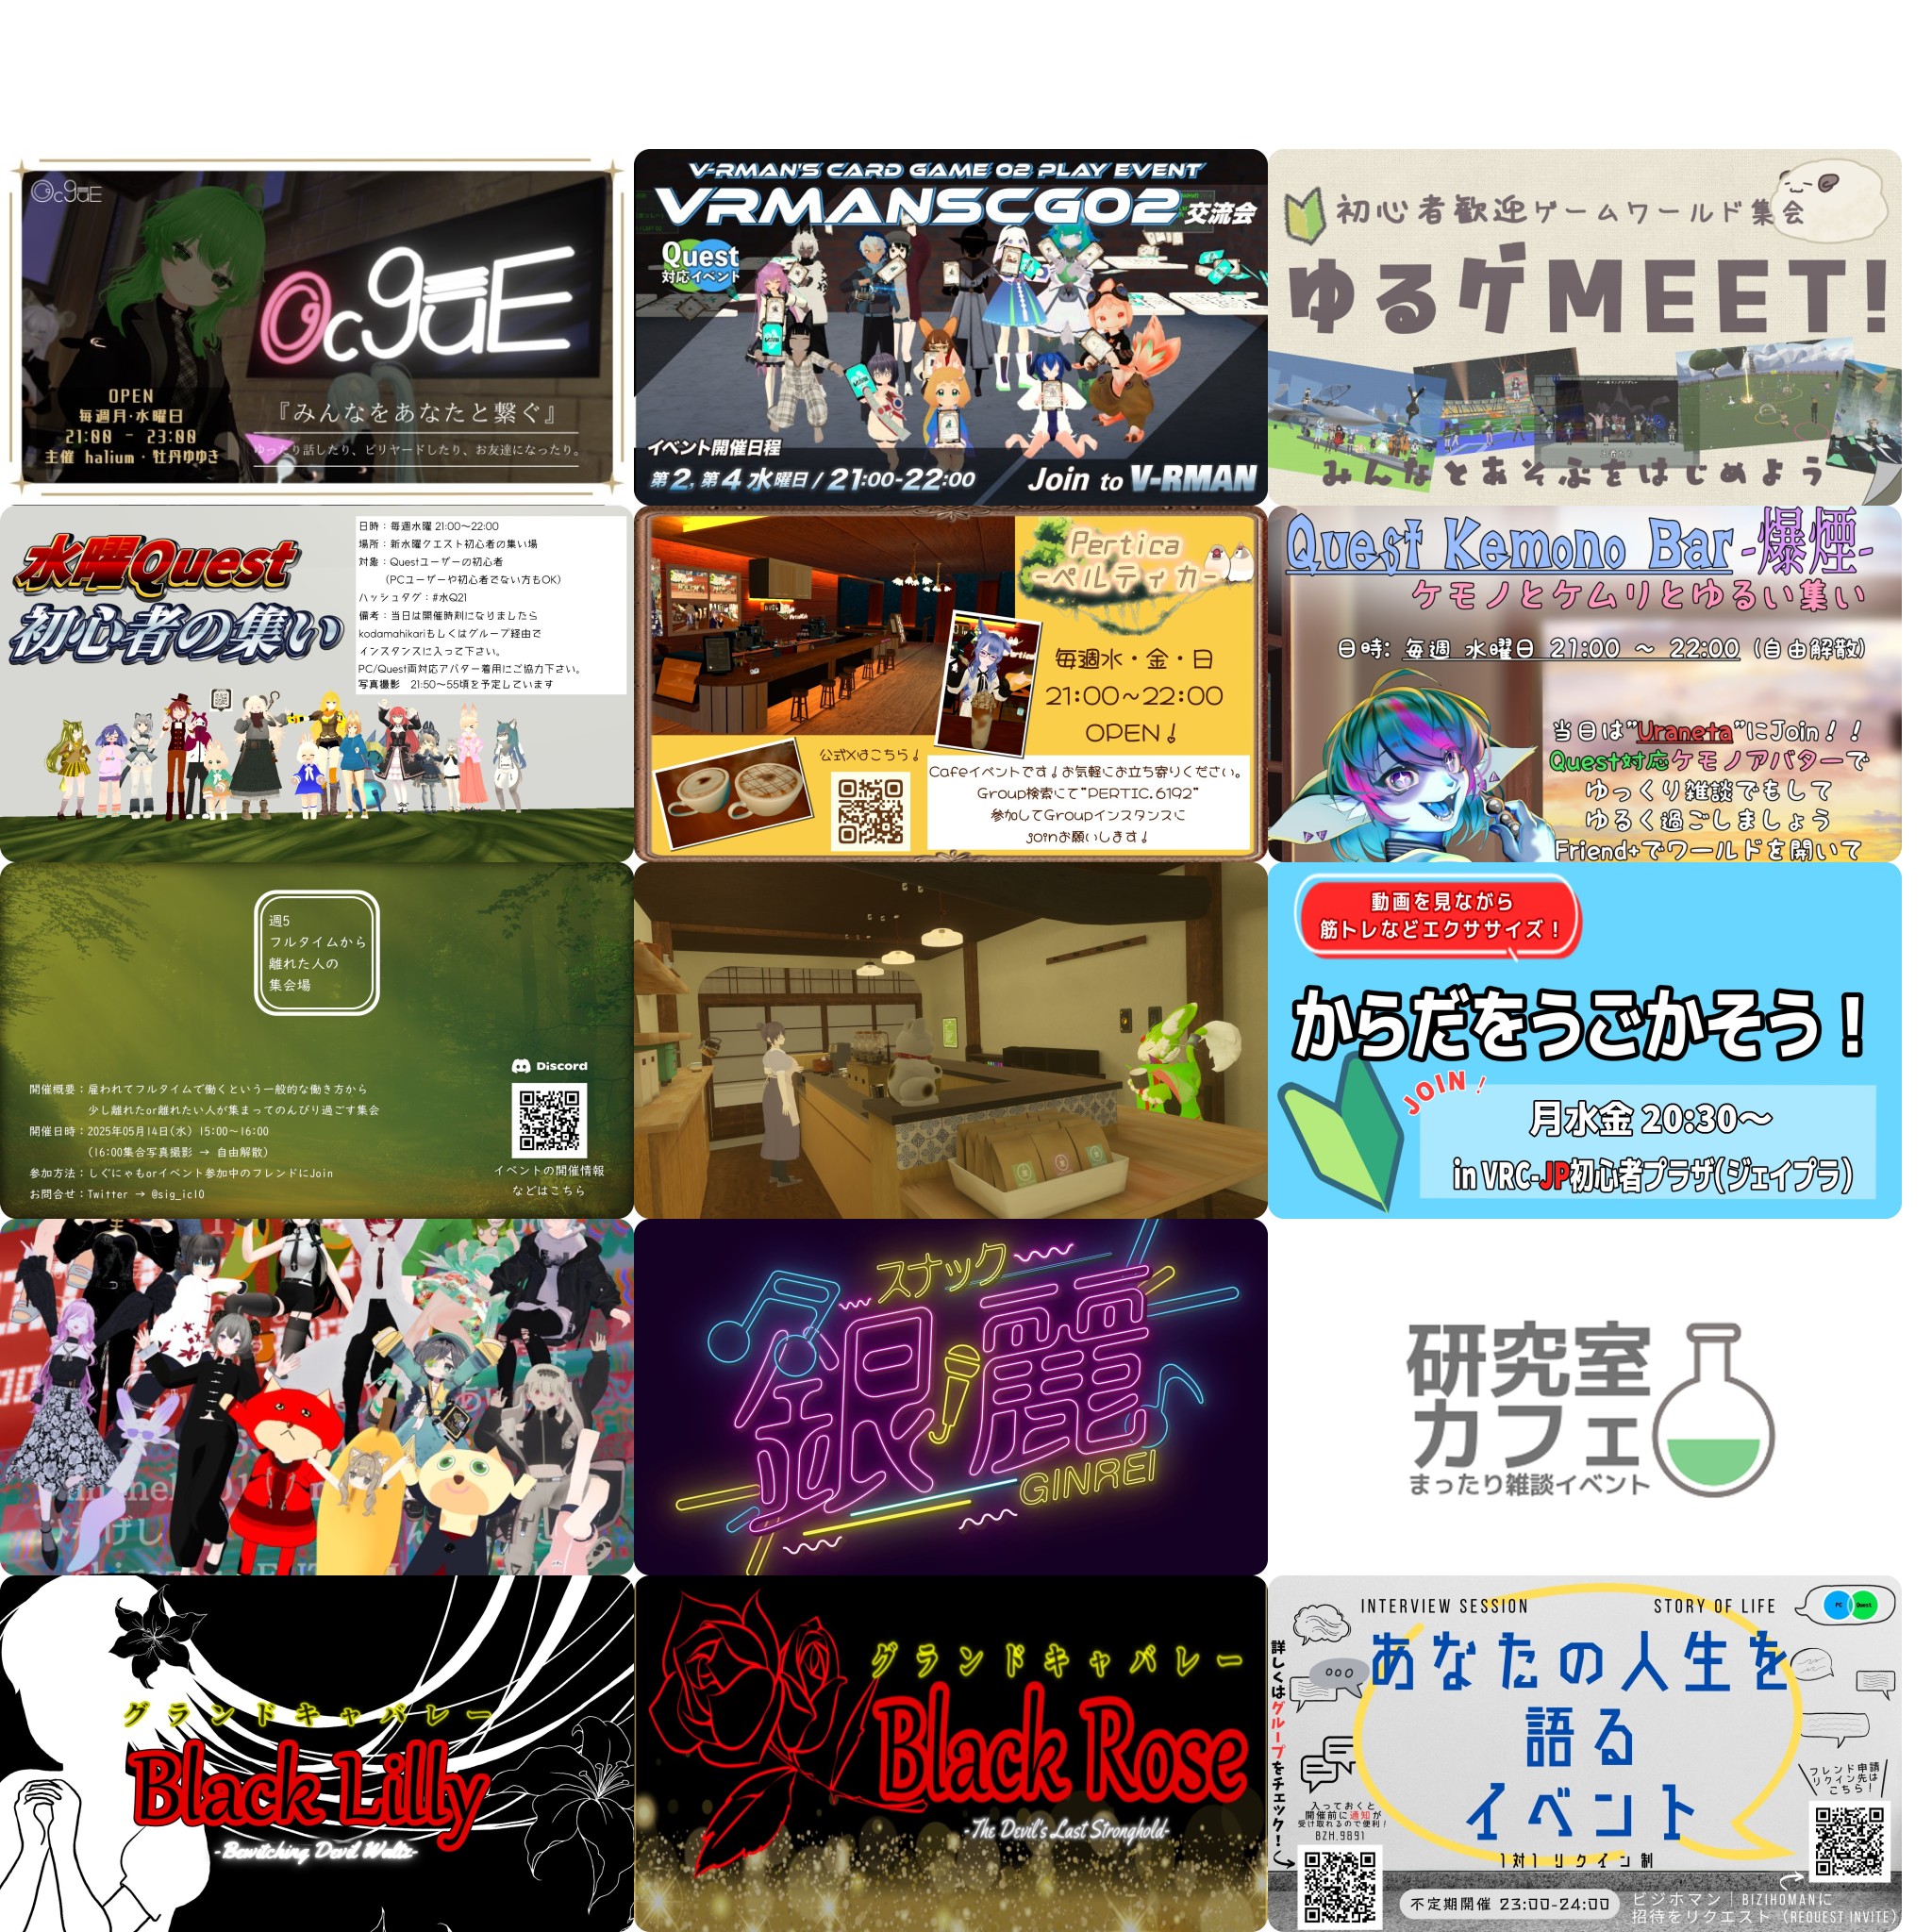 OcguE
OcguE
OPEN
毎週月・水曜日
21:00 - 23:00
主催 halium・牡丹ゆゆき
『みんなをあなたと繋ぐ』
ゆったり話したり、ビリヤードしたり、お友達になったり。
V-RMAN'S CARD GAME 02 PLAY EVENT
VRMANSCG02交流会
Quest
対応イベント
イベント開催日程
第2,第4 水曜日 / 21:00-22:00
Join to V-RMAN
初心者歓迎ゲームワールド集会
ゆるゲMEET!
みんなとあそぶをはじめよう
水曜Quest
初心者の集い
日時:毎週水曜 21:00~22:00
場所:新水曜クエスト初心者の集い場
対象:Questユーザーの初心者
(PCユーザーや初心者でない方もOK)
ハッシュタグ:#水Q21
備考:当日は開催時刻になりましたら
kodamahikariもしくはグループ経由で
インスタンスに入って下さい。
PC/Quest両対応アバター着用にご協力下さい。
写真撮影 21:50~55頃を予定しています
Pertica
-ペルティカ-
毎週水・金・日
21:00~22:00
OPEN!
公式Xはこちら!
Cafeイベントです!お気軽にお立ち寄りください。
Group検索にて"PERTIC.6192"
参加してGroupインスタンスに
joinお願いします!
Quest Kemono Bar -爆煙-
ケモノとケムリとゆるい集い
日時: 毎週 水曜日 21:00 ~ 22:00 (自由解散)
当日は"Uraneta"にJoin!!
Quest対応ケモノアバターで
ゆっくり雑談でもして
ゆるく過ごしましょう
Friend+でワールドを開いて
週5
フルタイムから
離れた人の
集会場
Discord
開催概要:雇われてフルタイムで働くという一般的な働き方から
少し離れたor離れたい人が集まってのんびり過ごす集会
開催日時:2025年05月14日(水) 15:00~16:00
(16:00集合写真撮影 → 自由解散)
参加方法:しぐにゃもorイベント参加中のフレンドにJoin
お問合せ:Twitter → @sig_ic10
イベントの開催情報
などはこちら
動画を見ながら
筋トレなどエクササイズ!
からだをうごかそう!
JOIN!
月水金 20:30~
in VRC-JP初心者プラザ(ジェイプラ)
スナック
銀麗
GINREI
研究室
カフェ
まったり雑談イベント
グランドキャバレー
Black Lilly
-Bewitching Devil Waltz-
グランドキャバレー
Black Rose
-The Devil's Last Stronghold-
INTERVIEW SESSION
STORY OF LIFE
PC
Quest
あなたの人生を
語る
イベント
1対1 リクイン制
詳しくはグループをチェック!
入っておくと
開催前に通知が
受け取れるので便利!
BZH.9891
フレンド申請
リクイン先は
こちら!
不定期開催 23:00-24:00
ビジホマン | BIZIHOMANに
招待をリクエスト (REQUEST INVITE)